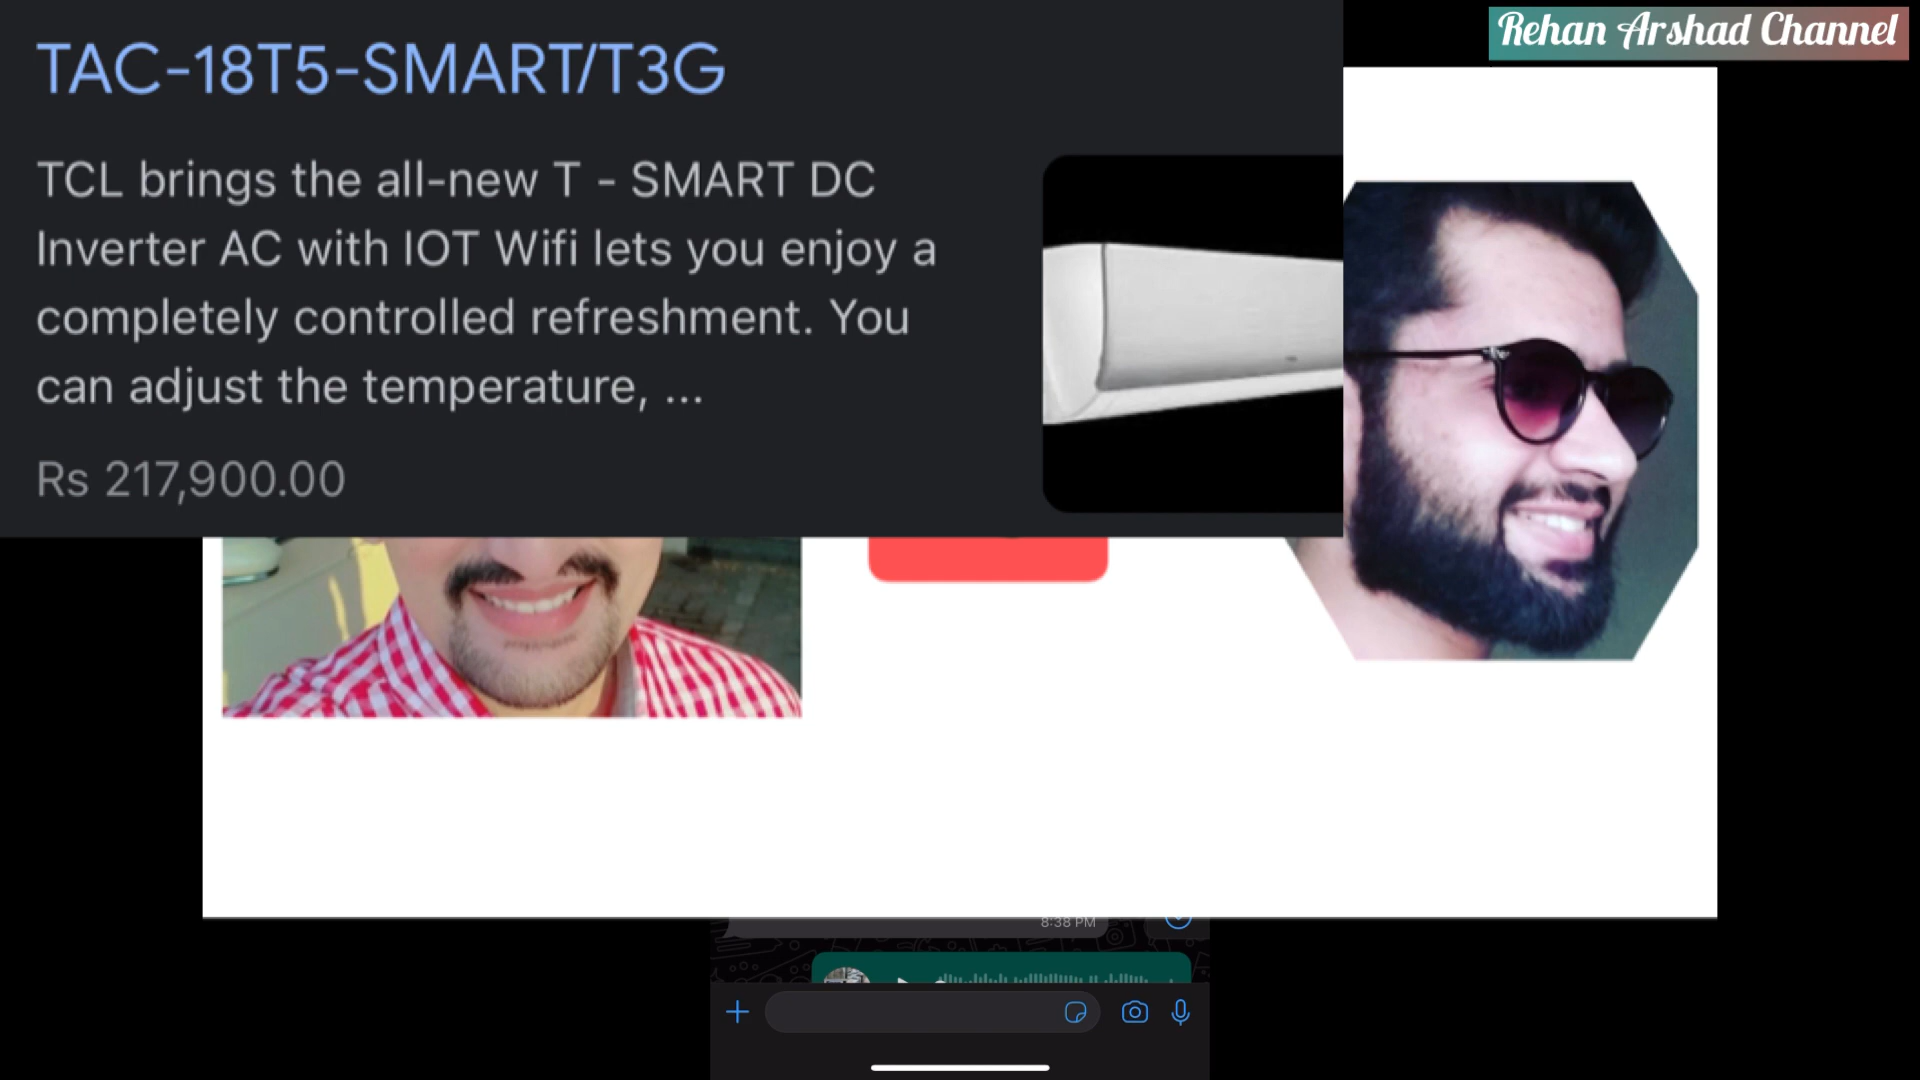 Rehan Arshad Channel
TAC-18T5-SMART/T3G
TCL brings the all-new T - SMART DC
Inverter AC with IOT Wifi lets you enjoy a
completely controlled refreshment. You
can adjust the temperature, ...
Rs 217,900.00
8:38 PM